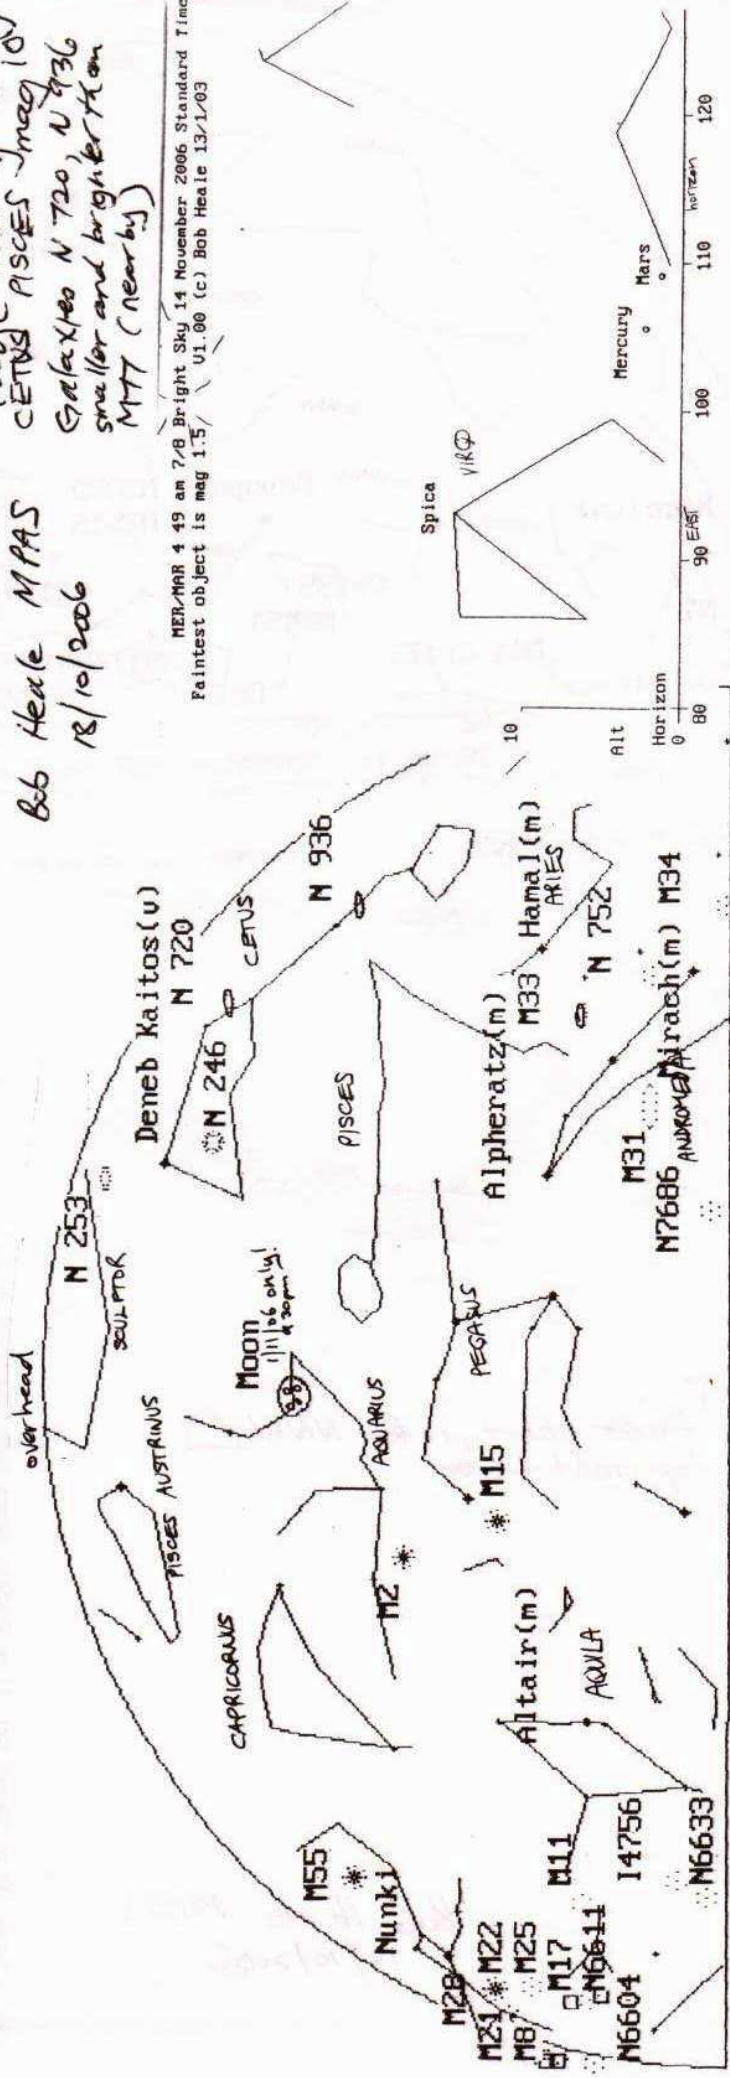 CETUS PISCES
Galaxies N 720, N 936
smaller and brighter than
M77 (nearby)
Bob Heale MPAS
18/10/2006
MER/MAR 4 49 am 7/8 Bright Sky 14 November 2006 Standard Time
Faintest object is mag 1.5 V1.00 (c) Bob Heale 13/1/03
Spica
VIRGO
Mercury
Mars
10
Alt
Horizon
0
80
90
EAST
100
110
horizon
120
overhead
N 253
SCULPTOR
Deneb Kaitos(u)
N 720
N 246
CETUS
N 936
PISCES AUSTRINUS
Moon
1/11/06 only!
CAPRICORNUS
AQUARIUS
PISCES
M2
M15
PEGASUS
Alpheratz(m)
M33
Hamal(m)
ARIES
N 752
M31
Mirach(m)
M34
ANDROMEDA
N7686
Altair(m)
AQUILA
M55
Nunki
M28
M22
M21
M25
M8
M17
M11
N6611
I4756
N6604
N6633